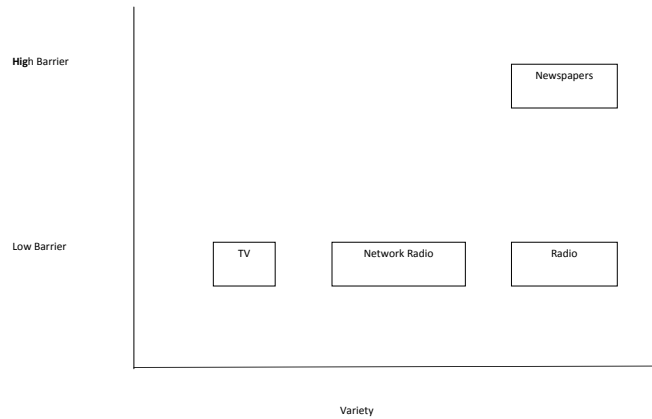 High Barrier
Newspapers
Low Barrier
TV
Network Radio
Radio
Variety